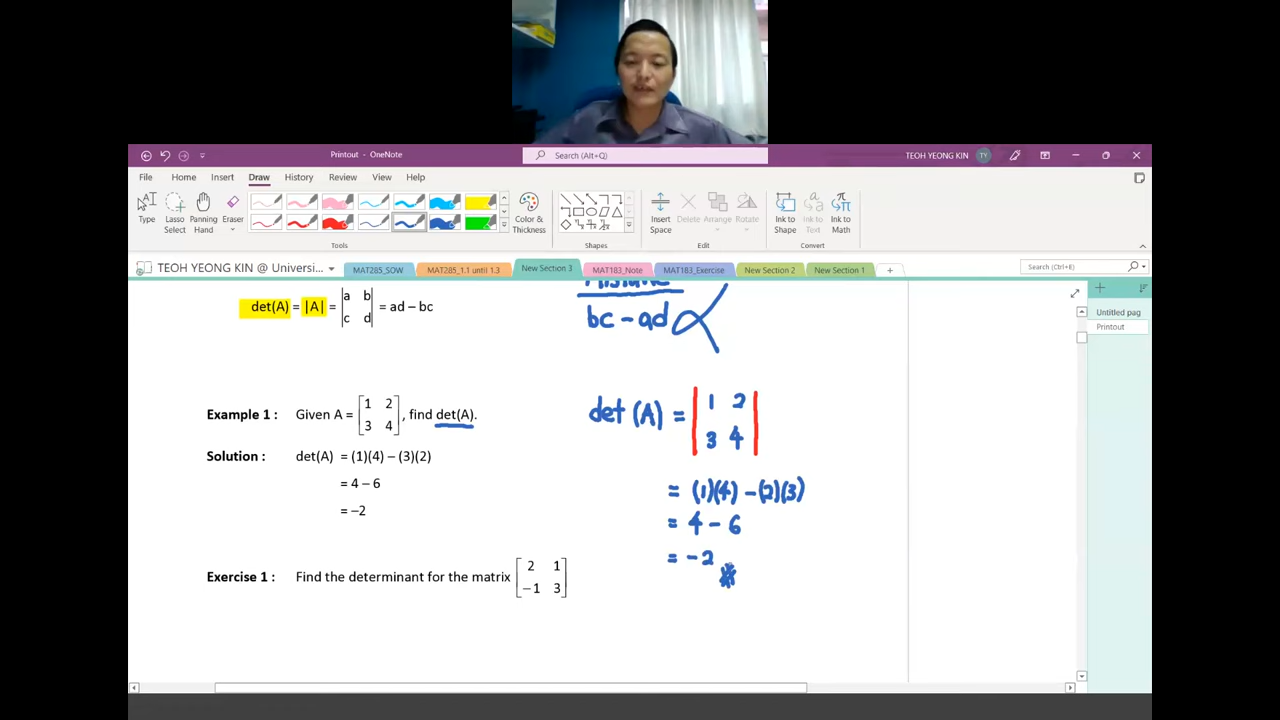 Printout - OneNote
Search (Alt+Q)
TEOH YEONG KIN TY
File Home Insert Draw History Review View Help
Type
Lasso Select
Panning Hand
Eraser
Color & Thickness
Insert Space
Delete
Arrange
Rotate
Ink to Shape
Ink to Text
Ink to Math
Tools Shapes Edit Convert
TEOH YEONG KIN @ Universi...
MAT285_SOW MAT285_1.1 until 1.3 New Section 3 MAT183_Note MAT183_Exercise New Section 2 New Section 1 +
Search (Ctrl+E)
Untitled pag
Printout
det(A) = |A| = |a b| = ad − bc
|c d|
Mistake
bc - ad
Example 1 : Given A = [1 2], find det(A).
[3 4]
Solution : det(A) = (1)(4) − (3)(2)
= 4 − 6
= −2
det (A) = |1 2|
|3 4|
= (1)(4) - (2)(3)
= 4 - 6
= -2
Exercise 1 : Find the determinant for the matrix [2 1]
[−1 3]